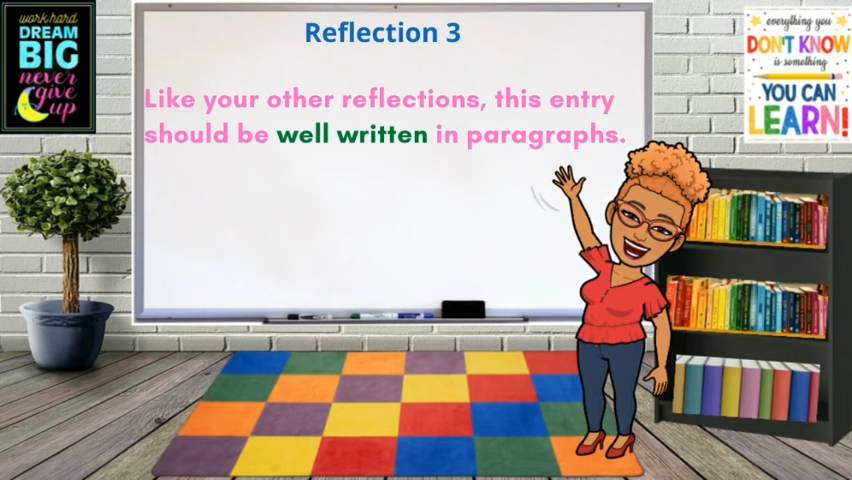 work hard
DREAM
BIG
never
give
up
Reflection 3
Like your other reflections, this entry
should be well written in paragraphs.
everything you
DON'T KNOW
is something
YOU CAN
LEARN!